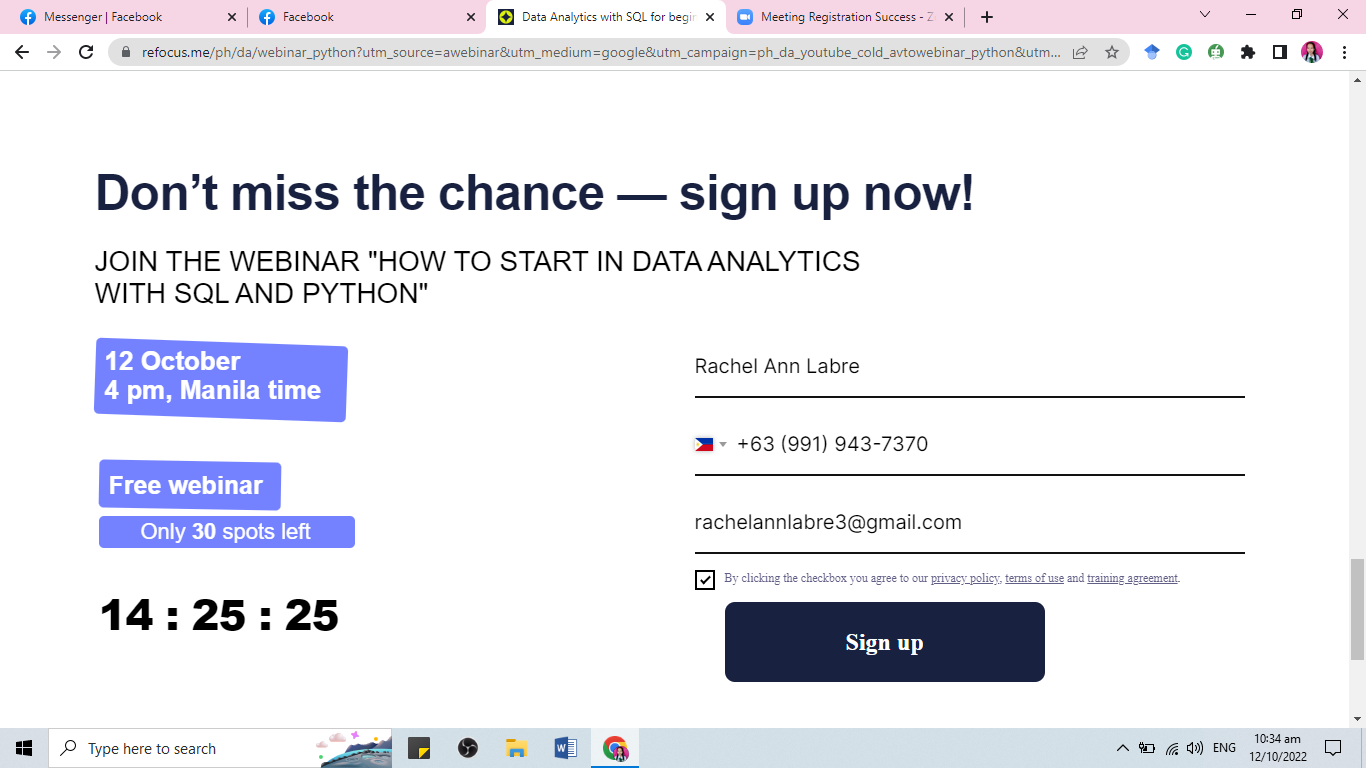 Messenger | Facebook
Facebook
Data Analytics with SQL for begin
Meeting Registration Success - Z
refocus.me/ph/da/webinar_python?utm_source=awebinar&utm_medium=google&utm_campaign=ph_da_youtube_cold_avtowebinar_python&utm...
Don’t miss the chance — sign up now!
JOIN THE WEBINAR "HOW TO START IN DATA ANALYTICS
WITH SQL AND PYTHON"
12 October
4 pm, Manila time
Free webinar
Only 30 spots left
14 : 25 : 25
Rachel Ann Labre
+63 (991) 943-7370
rachelannlabre3@gmail.com
By clicking the checkbox you agree to our privacy policy, terms of use and training agreement.
Sign up
Type here to search
ENG
10:34 am
12/10/2022